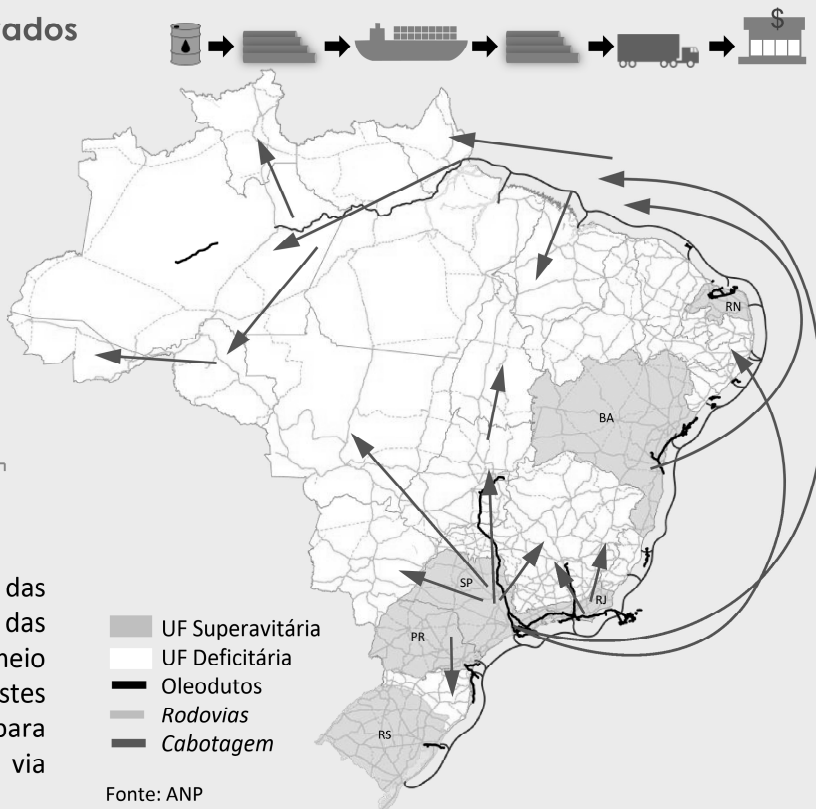 ados
$
RN
BA
SP
RJ
PR
RS
das
das
neio
stes
para
via
UF Superavitária
UF Deficitária
Oleodutos
Rodovias
Cabotagem
Fonte: ANP